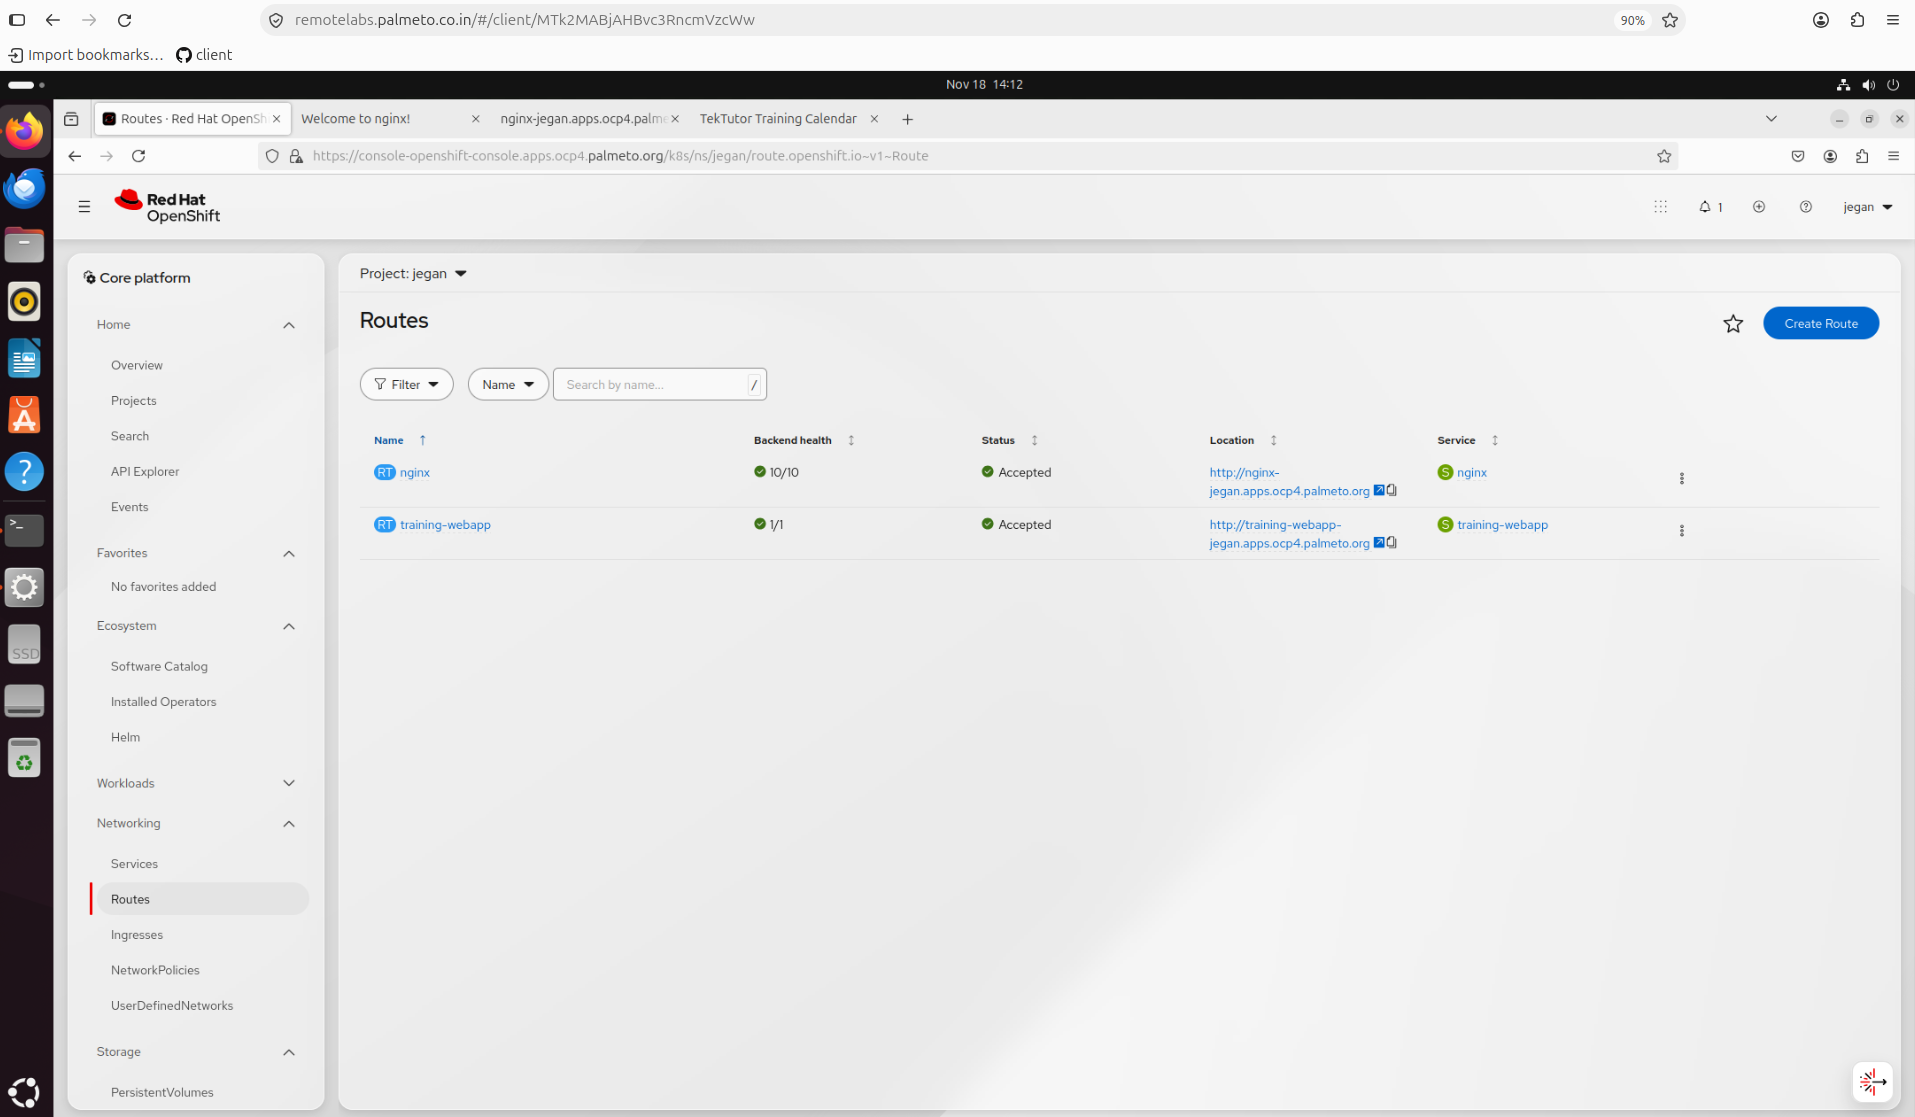 remotelabs.palmeto.co.in/#/client/MTk2MABjAHBvc3RncmVzcWw
90%
Import bookmarks...
client
Nov 18 14:12
Routes · Red Hat OpenSh
Welcome to nginx!
nginx-jegan.apps.ocp4.palme
TekTutor Training Calendar
https://console-openshift-console.apps.ocp4.palmeto.org/k8s/ns/jegan/route.openshift.io~v1~Route
Red Hat
OpenShift
1
jegan
Core platform
Home
Overview
Projects
Search
API Explorer
Events
Favorites
No favorites added
Ecosystem
Software Catalog
Installed Operators
Helm
Workloads
Networking
Services
Routes
Ingresses
NetworkPolicies
UserDefinedNetworks
Storage
PersistentVolumes
SSD
Project: jegan
Routes
Create Route
Filter
Name
Search by name...
/
Name
Backend health
Status
Location
Service
RT nginx
10/10
Accepted
http://nginx-
jegan.apps.ocp4.palmeto.org
S nginx
RT training-webapp
1/1
Accepted
http://training-webapp-
jegan.apps.ocp4.palmeto.org
S training-webapp